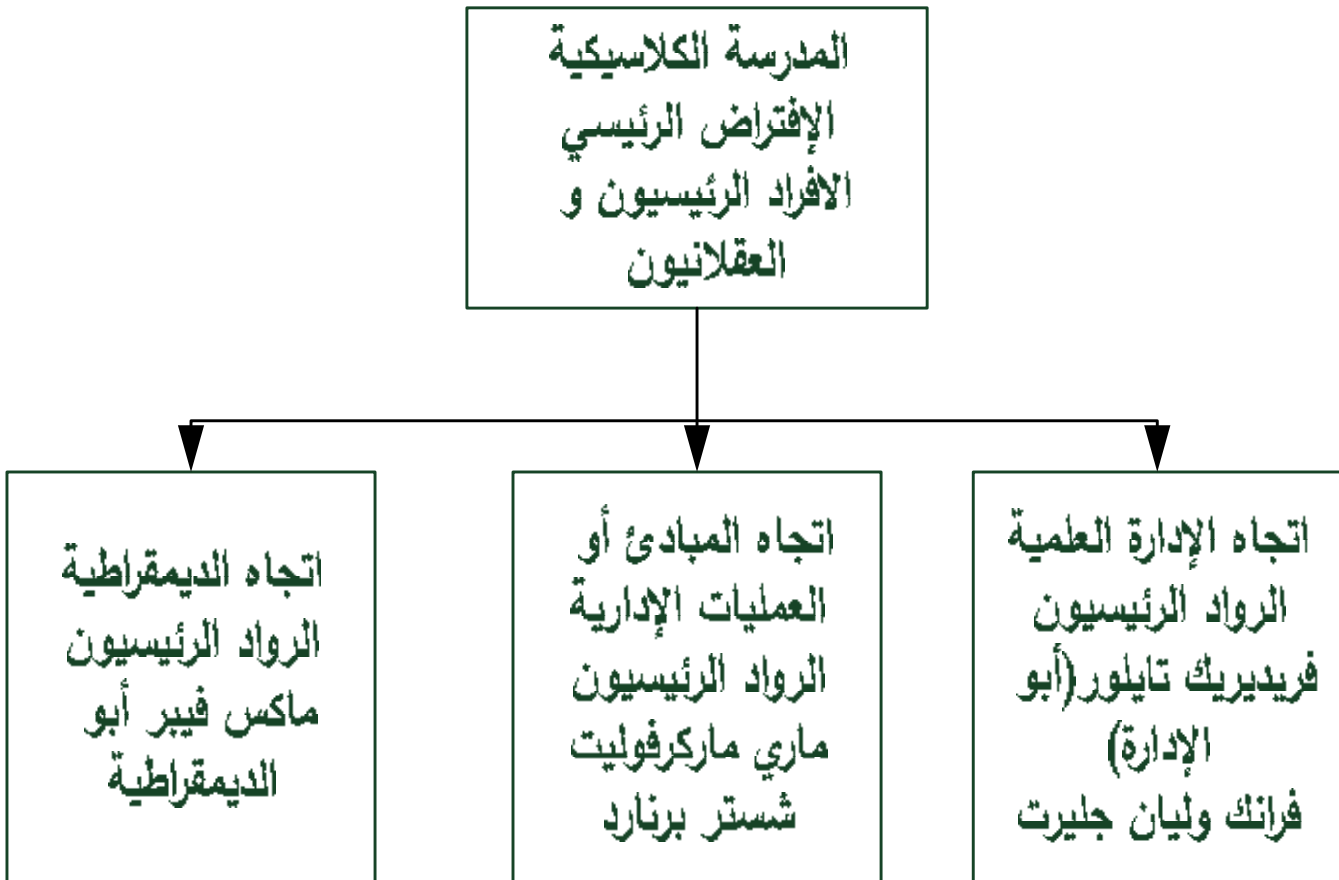 المدرسة الكلاسيكية
الإفتراض الرئيسي
الافراد الرئيسيون و
العقلانيون
اتجاه الإدارة العلمية
الرواد الرئيسيون
فريديريك تايلور(أبو
الإدارة)
فرانك وليان جليرت
اتجاه المبادئ أو
العمليات الإدارية
الرواد الرئيسيون
ماري ماركرفوليت
شستر برنارد
اتجاه الديمقراطية
الرواد الرئيسيون
ماكس فيبر أبو
الديمقراطية